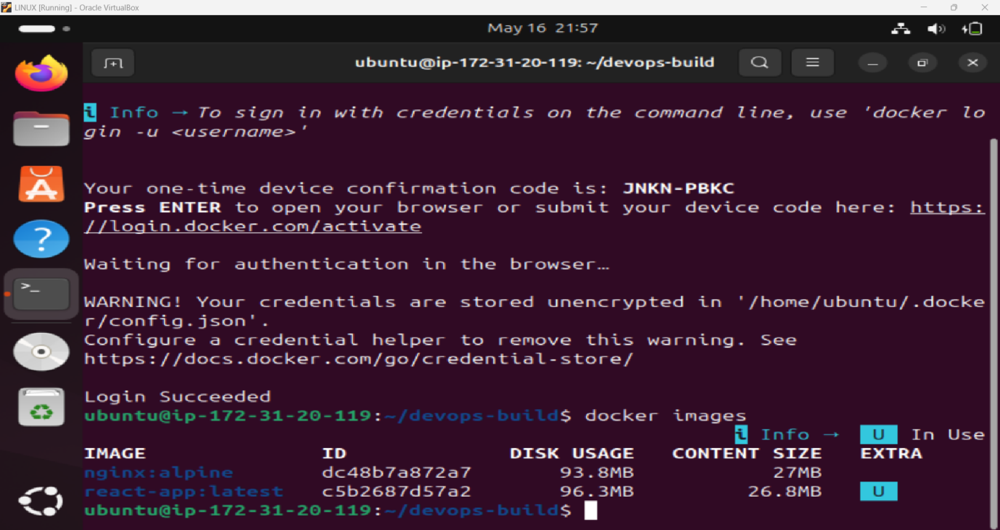 LINUX [Running] - Oracle VirtualBox
May 16 21:57
ubuntu@ip-172-31-20-119: ~/devops-build
i Info → To sign in with credentials on the command line, use 'docker lo
gin -u <username>'
Your one-time device confirmation code is: JNKN-PBKC
Press ENTER to open your browser or submit your device code here: https:
//login.docker.com/activate
Waiting for authentication in the browser…
WARNING! Your credentials are stored unencrypted in '/home/ubuntu/.docke
r/config.json'.
Configure a credential helper to remove this warning. See
https://docs.docker.com/go/credential-store/
Login Succeeded
ubuntu@ip-172-31-20-119:~/devops-build$ docker images
i Info → U In Use
IMAGE ID DISK USAGE CONTENT SIZE EXTRA
nginx:alpine dc48b7a872a7 93.8MB 27MB
react-app:latest c5b2687d57a2 96.3MB 26.8MB U
ubuntu@ip-172-31-20-119:~/devops-build$